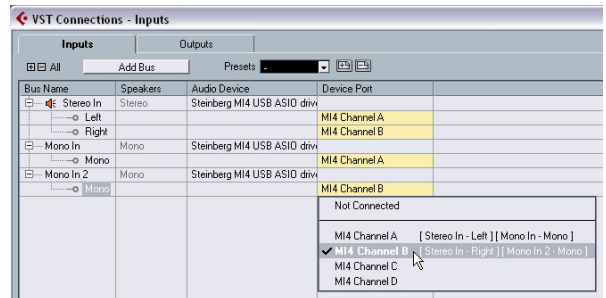 VST Connections - Inputs
Inputs Outputs
All Add Bus Presets -
Bus Name Speakers Audio Device Device Port
Stereo In Stereo Steinberg MI4 USB ASIO drive
Left MI4 Channel A
Right MI4 Channel B
Mono In Mono Steinberg MI4 USB ASIO drive
Mono MI4 Channel A
Mono In 2 Mono Steinberg MI4 USB ASIO drive
Mono MI4 Channel B
Not Connected
MI4 Channel A [ Stereo In - Left ] [ Mono In - Mono ]
MI4 Channel B [ Stereo In - Right ] [ Mono In 2 - Mono ]
MI4 Channel C
MI4 Channel D